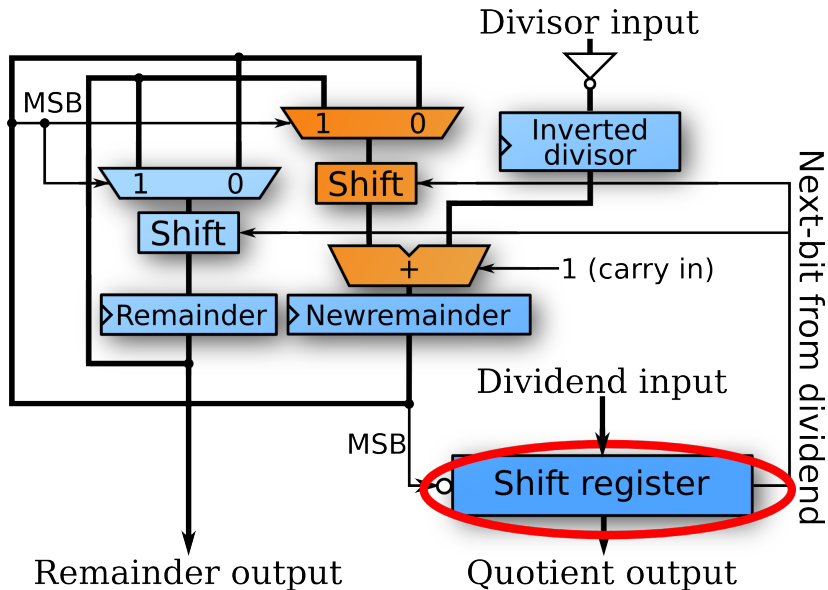 Divisor input
MSB
1 0
Inverted
divisor
1 0
Shift
Shift
+
1 (carry in)
Remainder
Newremainder
Next-bit from dividend
Dividend input
MSB
Shift register
Remainder output
Quotient output